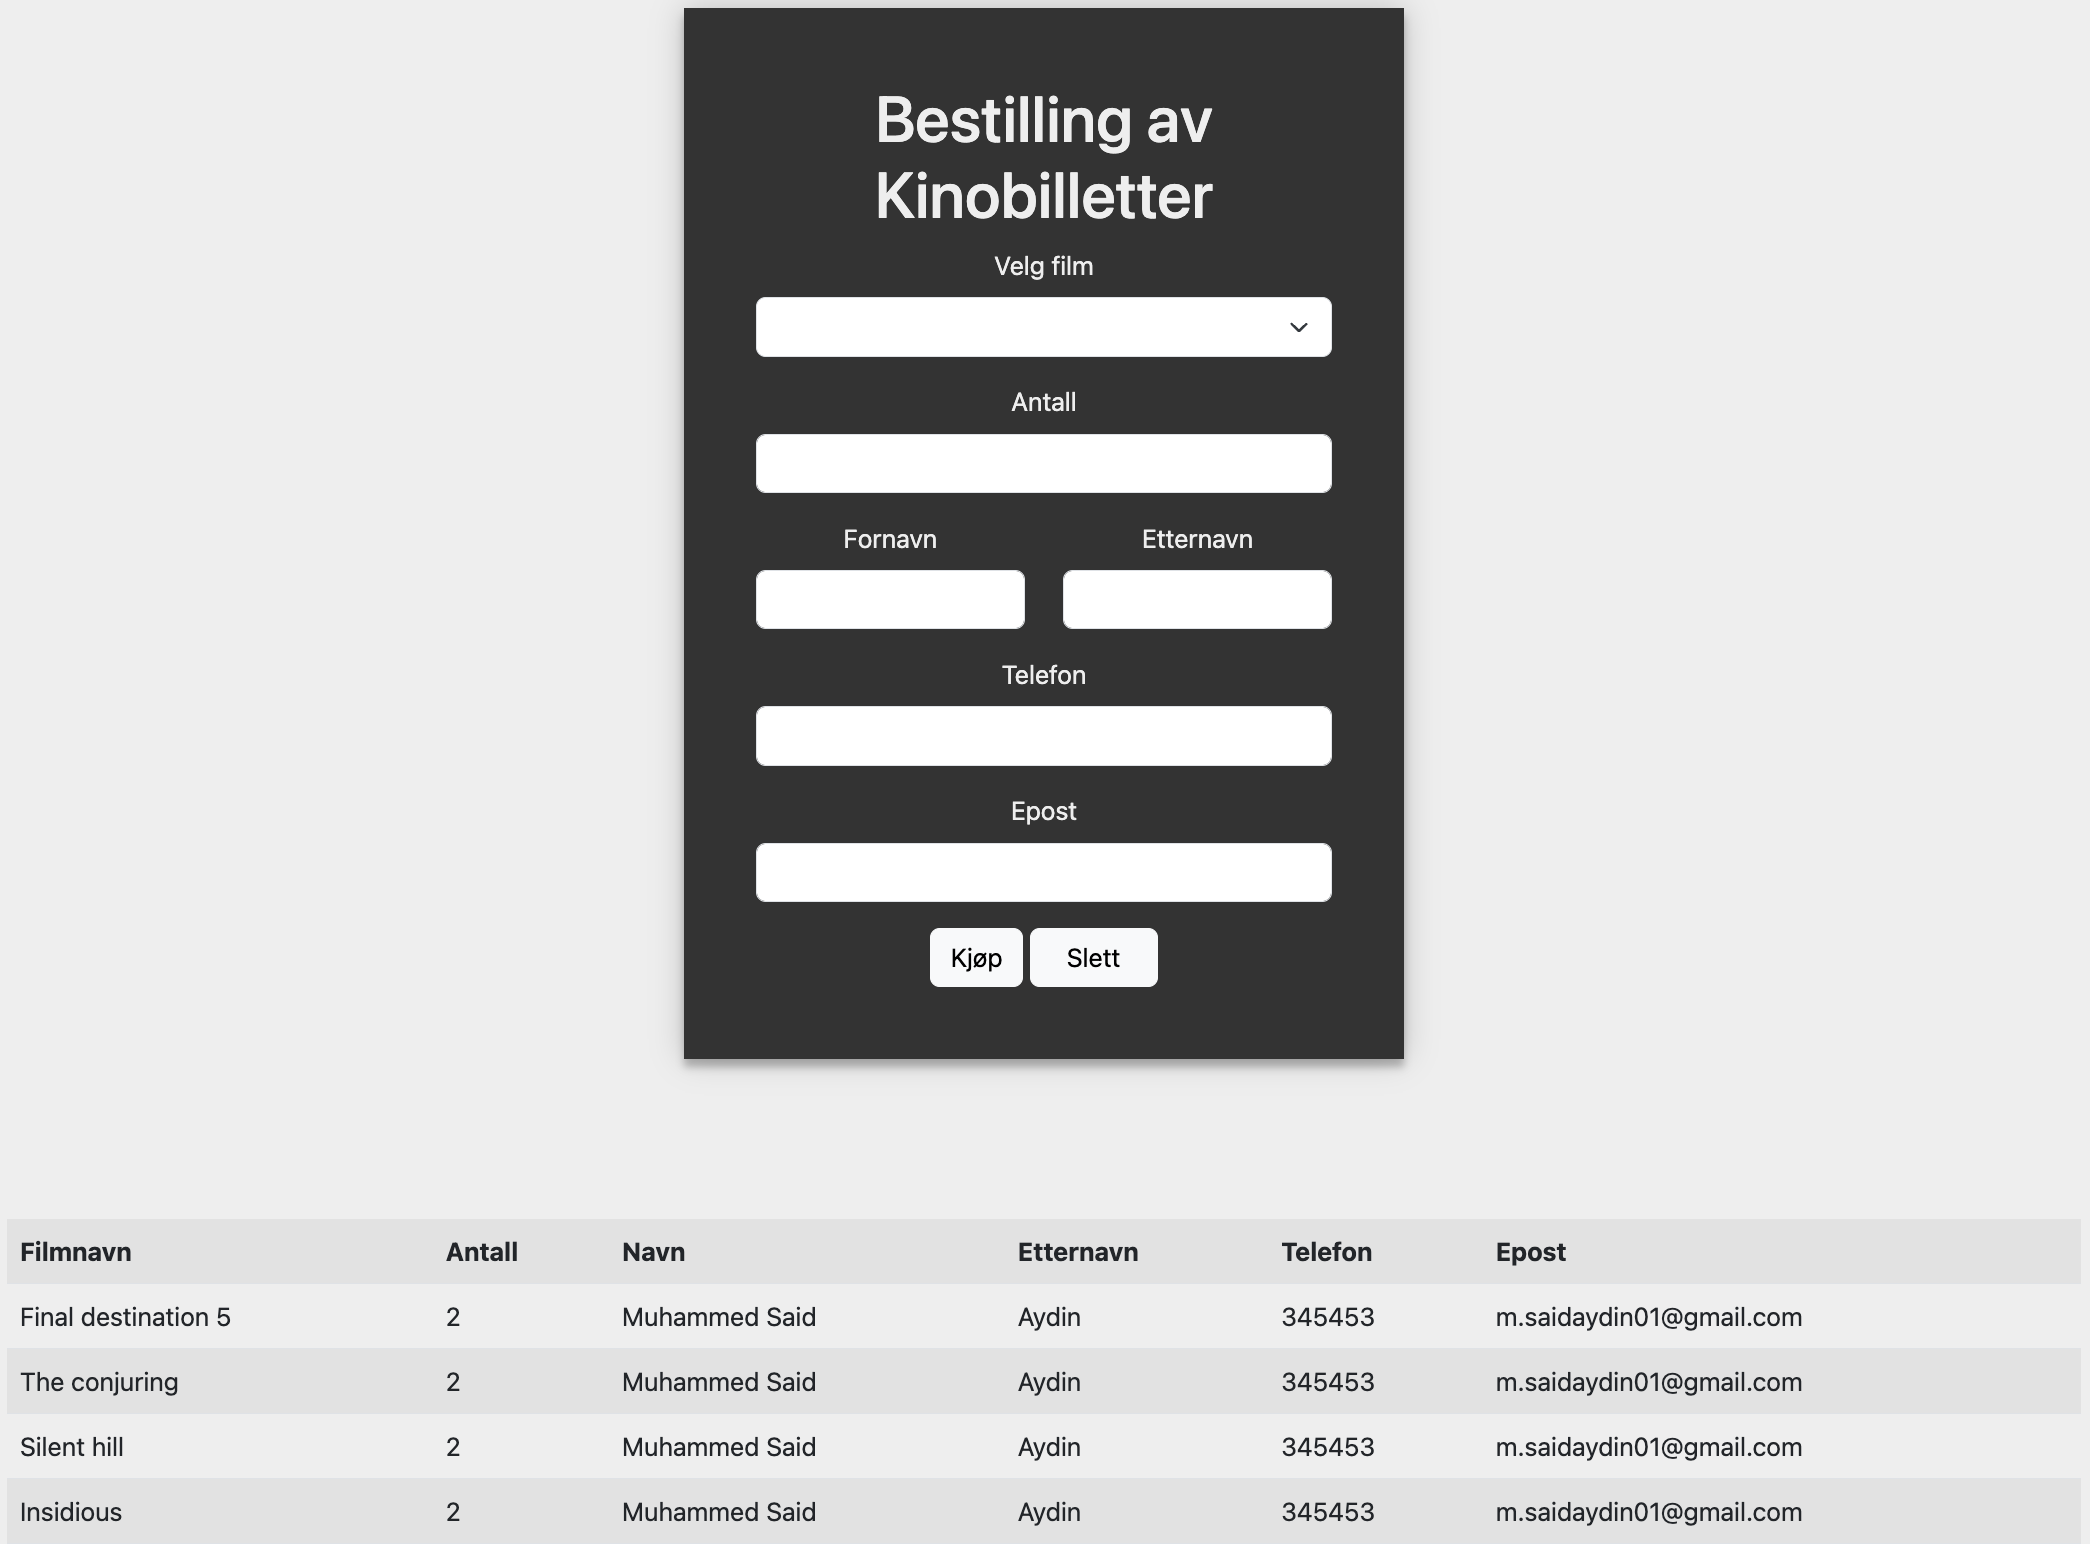 Bestilling av
Kinobilletter
Velg film
Antall
Fornavn Etternavn
Telefon
Epost
Kjøp Slett
Filmnavn Antall Navn Etternavn Telefon Epost
Final destination 5 2 Muhammed Said Aydin 345453 m.saidaydin01@gmail.com
The conjuring 2 Muhammed Said Aydin 345453 m.saidaydin01@gmail.com
Silent hill 2 Muhammed Said Aydin 345453 m.saidaydin01@gmail.com
Insidious 2 Muhammed Said Aydin 345453 m.saidaydin01@gmail.com